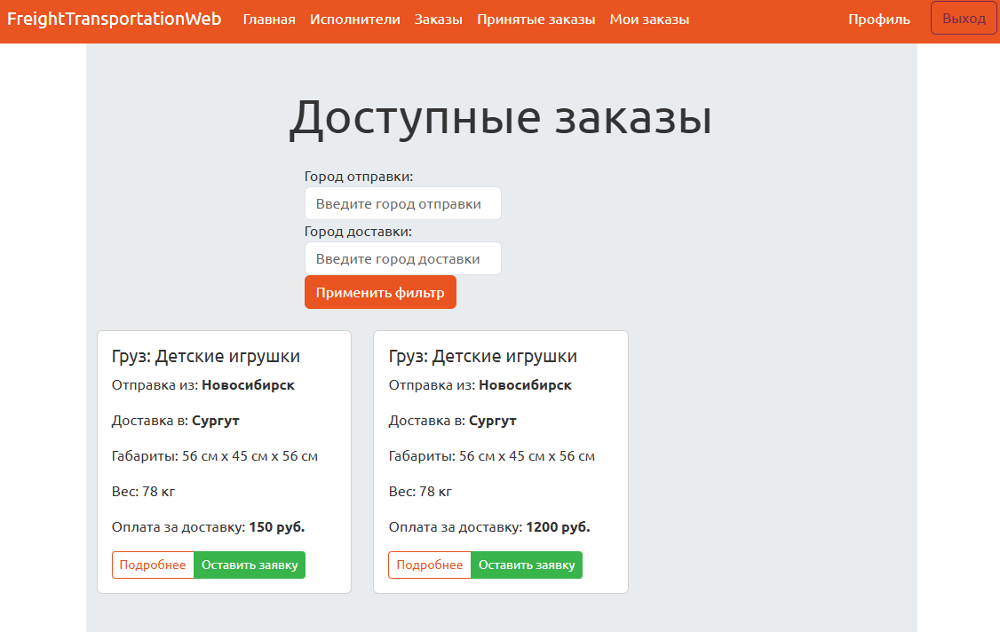 FreightTransportationWeb Главная Исполнители Заказы Принятые заказы Мои заказы Профиль Выход
Доступные заказы
Город отправки:
Введите город отправки
Город доставки:
Введите город доставки
Применить фильтр
Груз: Детские игрушки
Отправка из: Новосибирск
Доставка в: Сургут
Габариты: 56 см x 45 см x 56 см
Вес: 78 кг
Оплата за доставку: 150 руб.
Подробнее Оставить заявку
Груз: Детские игрушки
Отправка из: Новосибирск
Доставка в: Сургут
Габариты: 56 см x 45 см x 56 см
Вес: 78 кг
Оплата за доставку: 1200 руб.
Подробнее Оставить заявку